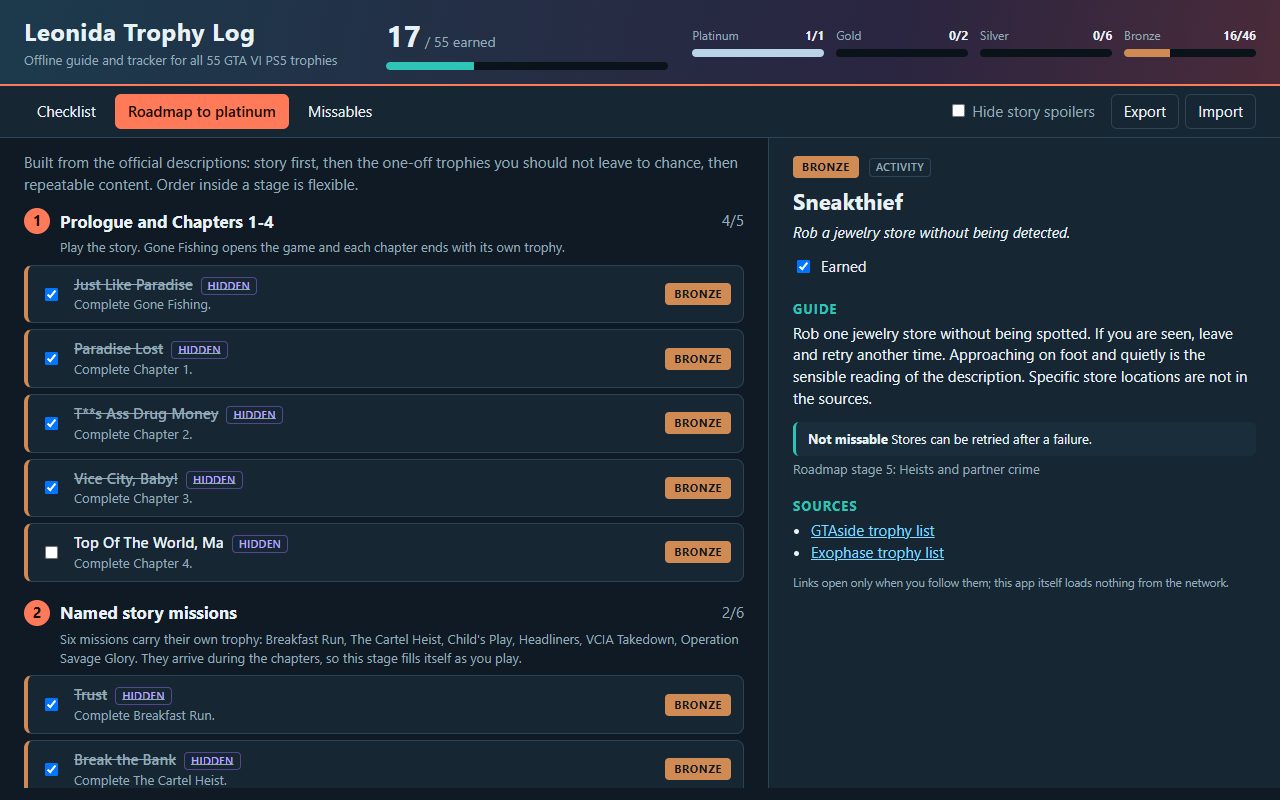 Leonida Trophy Log
Offline guide and tracker for all 55 GTA VI PS5 trophies
17 / 55 earned
Platinum 1/1
Gold 0/2
Silver 0/6
Bronze 16/46
Checklist
Roadmap to platinum
Missables
Hide story spoilers
Export
Import
Built from the official descriptions: story first, then the one-off trophies you should not leave to chance, then
repeatable content. Order inside a stage is flexible.
1 Prologue and Chapters 1-4 4/5
Play the story. Gone Fishing opens the game and each chapter ends with its own trophy.
Just Like Paradise HIDDEN
Complete Gone Fishing.
BRONZE
Paradise Lost HIDDEN
Complete Chapter 1.
BRONZE
T**s Ass Drug Money HIDDEN
Complete Chapter 2.
BRONZE
Vice City, Baby! HIDDEN
Complete Chapter 3.
BRONZE
Top Of The World, Ma HIDDEN
Complete Chapter 4.
BRONZE
2 Named story missions 2/6
Six missions carry their own trophy: Breakfast Run, The Cartel Heist, Child's Play, Headliners, VCIA Takedown, Operation
Savage Glory. They arrive during the chapters, so this stage fills itself as you play.
Trust HIDDEN
Complete Breakfast Run.
BRONZE
Break the Bank HIDDEN
Complete The Cartel Heist.
BRONZE
BRONZE ACTIVITY
Sneakthief
Rob a jewelry store without being detected.
Earned
GUIDE
Rob one jewelry store without being spotted. If you are seen, leave
and retry another time. Approaching on foot and quietly is the
sensible reading of the description. Specific store locations are not in
the sources.
Not missable Stores can be retried after a failure.
Roadmap stage 5: Heists and partner crime
SOURCES
• GTAside trophy list
• Exophase trophy list
Links open only when you follow them; this app itself loads nothing from the network.